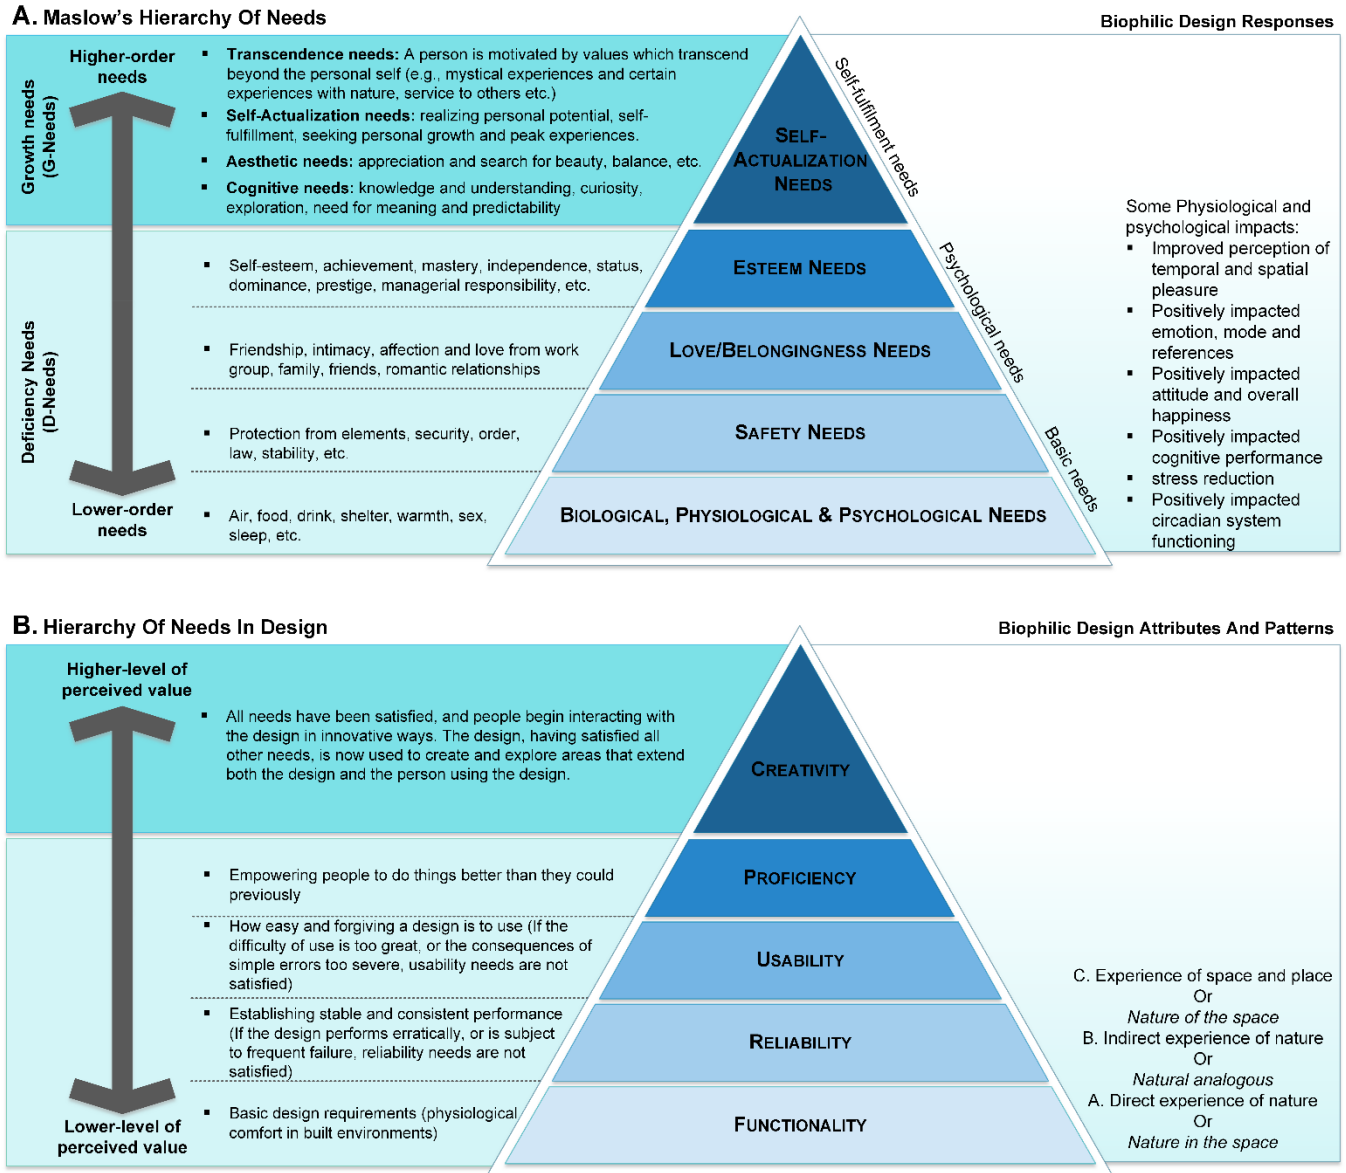 A. Maslow's Hierarchy Of Needs
Biophilic Design Responses
Growth needs
(G-Needs)
Higher-order
needs
▪ Transcendence needs: A person is motivated by values which transcend
beyond the personal self (e.g., mystical experiences and certain
experiences with nature, service to others etc.)
▪ Self-Actualization needs: realizing personal potential, self-
fulfillment, seeking personal growth and peak experiences.
▪ Aesthetic needs: appreciation and search for beauty, balance, etc.
▪ Cognitive needs: knowledge and understanding, curiosity,
exploration, need for meaning and predictability
SELF-
ACTUALIZATION
NEEDS
Self-fulfillment needs
Deficiency Needs
(D-Needs)
▪ Self-esteem, achievement, mastery, independence, status,
dominance, prestige, managerial responsibility, etc.
ESTEEM NEEDS
Psychological needs
▪ Friendship, intimacy, affection and love from work
group, family, friends, romantic relationships
LOVE/BELONGINGNESS NEEDS
▪ Protection from elements, security, order,
law, stability, etc.
SAFETY NEEDS
Basic needs
Lower-order
needs
▪ Air, food, drink, shelter, warmth, sex,
sleep, etc.
BIOLOGICAL, PHYSIOLOGICAL & PSYCHOLOGICAL NEEDS
Some Physiological and
psychological impacts:
▪ Improved perception of
temporal and spatial
pleasure
▪ Positively impacted
emotion, mode and
references
▪ Positively impacted
attitude and overall
happiness
▪ Positively impacted
cognitive performance
▪ stress reduction
▪ Positively impacted
circadian system
functioning
B. Hierarchy Of Needs In Design
Biophilic Design Attributes And Patterns
Higher-level of
perceived value
▪ All needs have been satisfied, and people begin interacting with
the design in innovative ways. The design, having satisfied all
other needs, is now used to create and explore areas that extend
both the design and the person using the design.
CREATIVITY
▪ Empowering people to do things better than they could
previously
PROFICIENCY
▪ How easy and forgiving a design is to use (If the
difficulty of use is too great, or the consequences of
simple errors too severe, usability needs are not
satisfied)
USABILITY
▪ Establishing stable and consistent performance
(If the design performs erratically, or is subject
to frequent failure, reliability needs are not
satisfied)
RELIABILITY
Lower-level of
perceived value
▪ Basic design requirements (physiological
comfort in built environments)
FUNCTIONALITY
C. Experience of space and place
Or
Nature of the space
B. Indirect experience of nature
Or
Natural analogous
A. Direct experience of nature
Or
Nature in the space